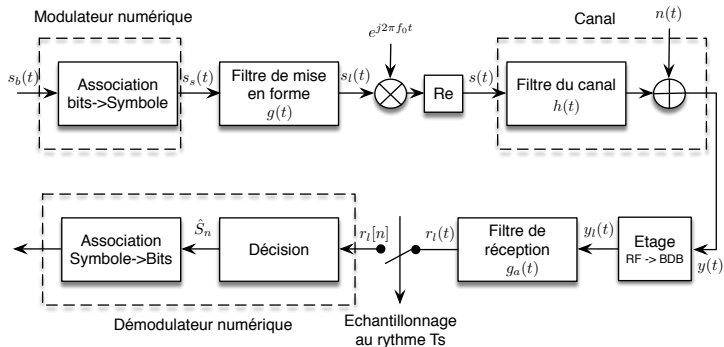 Modulateur numérique
Canal
s_b(t)
Association
bits->Symbole
s_s(t)
Filtre de mise
en forme
g(t)
s_l(t)
e^{j2πf_0t}
Re
s(t)
Filtre du canal
h(t)
n(t)
Association
Symbole->Bits
Ŝ_n
Décision
r_l[n]
r_l(t)
Filtre de
réception
g_a(t)
y_l(t)
Etage
RF -> BDB
y(t)
Démodulateur numérique
Echantillonnage
au rythme Ts